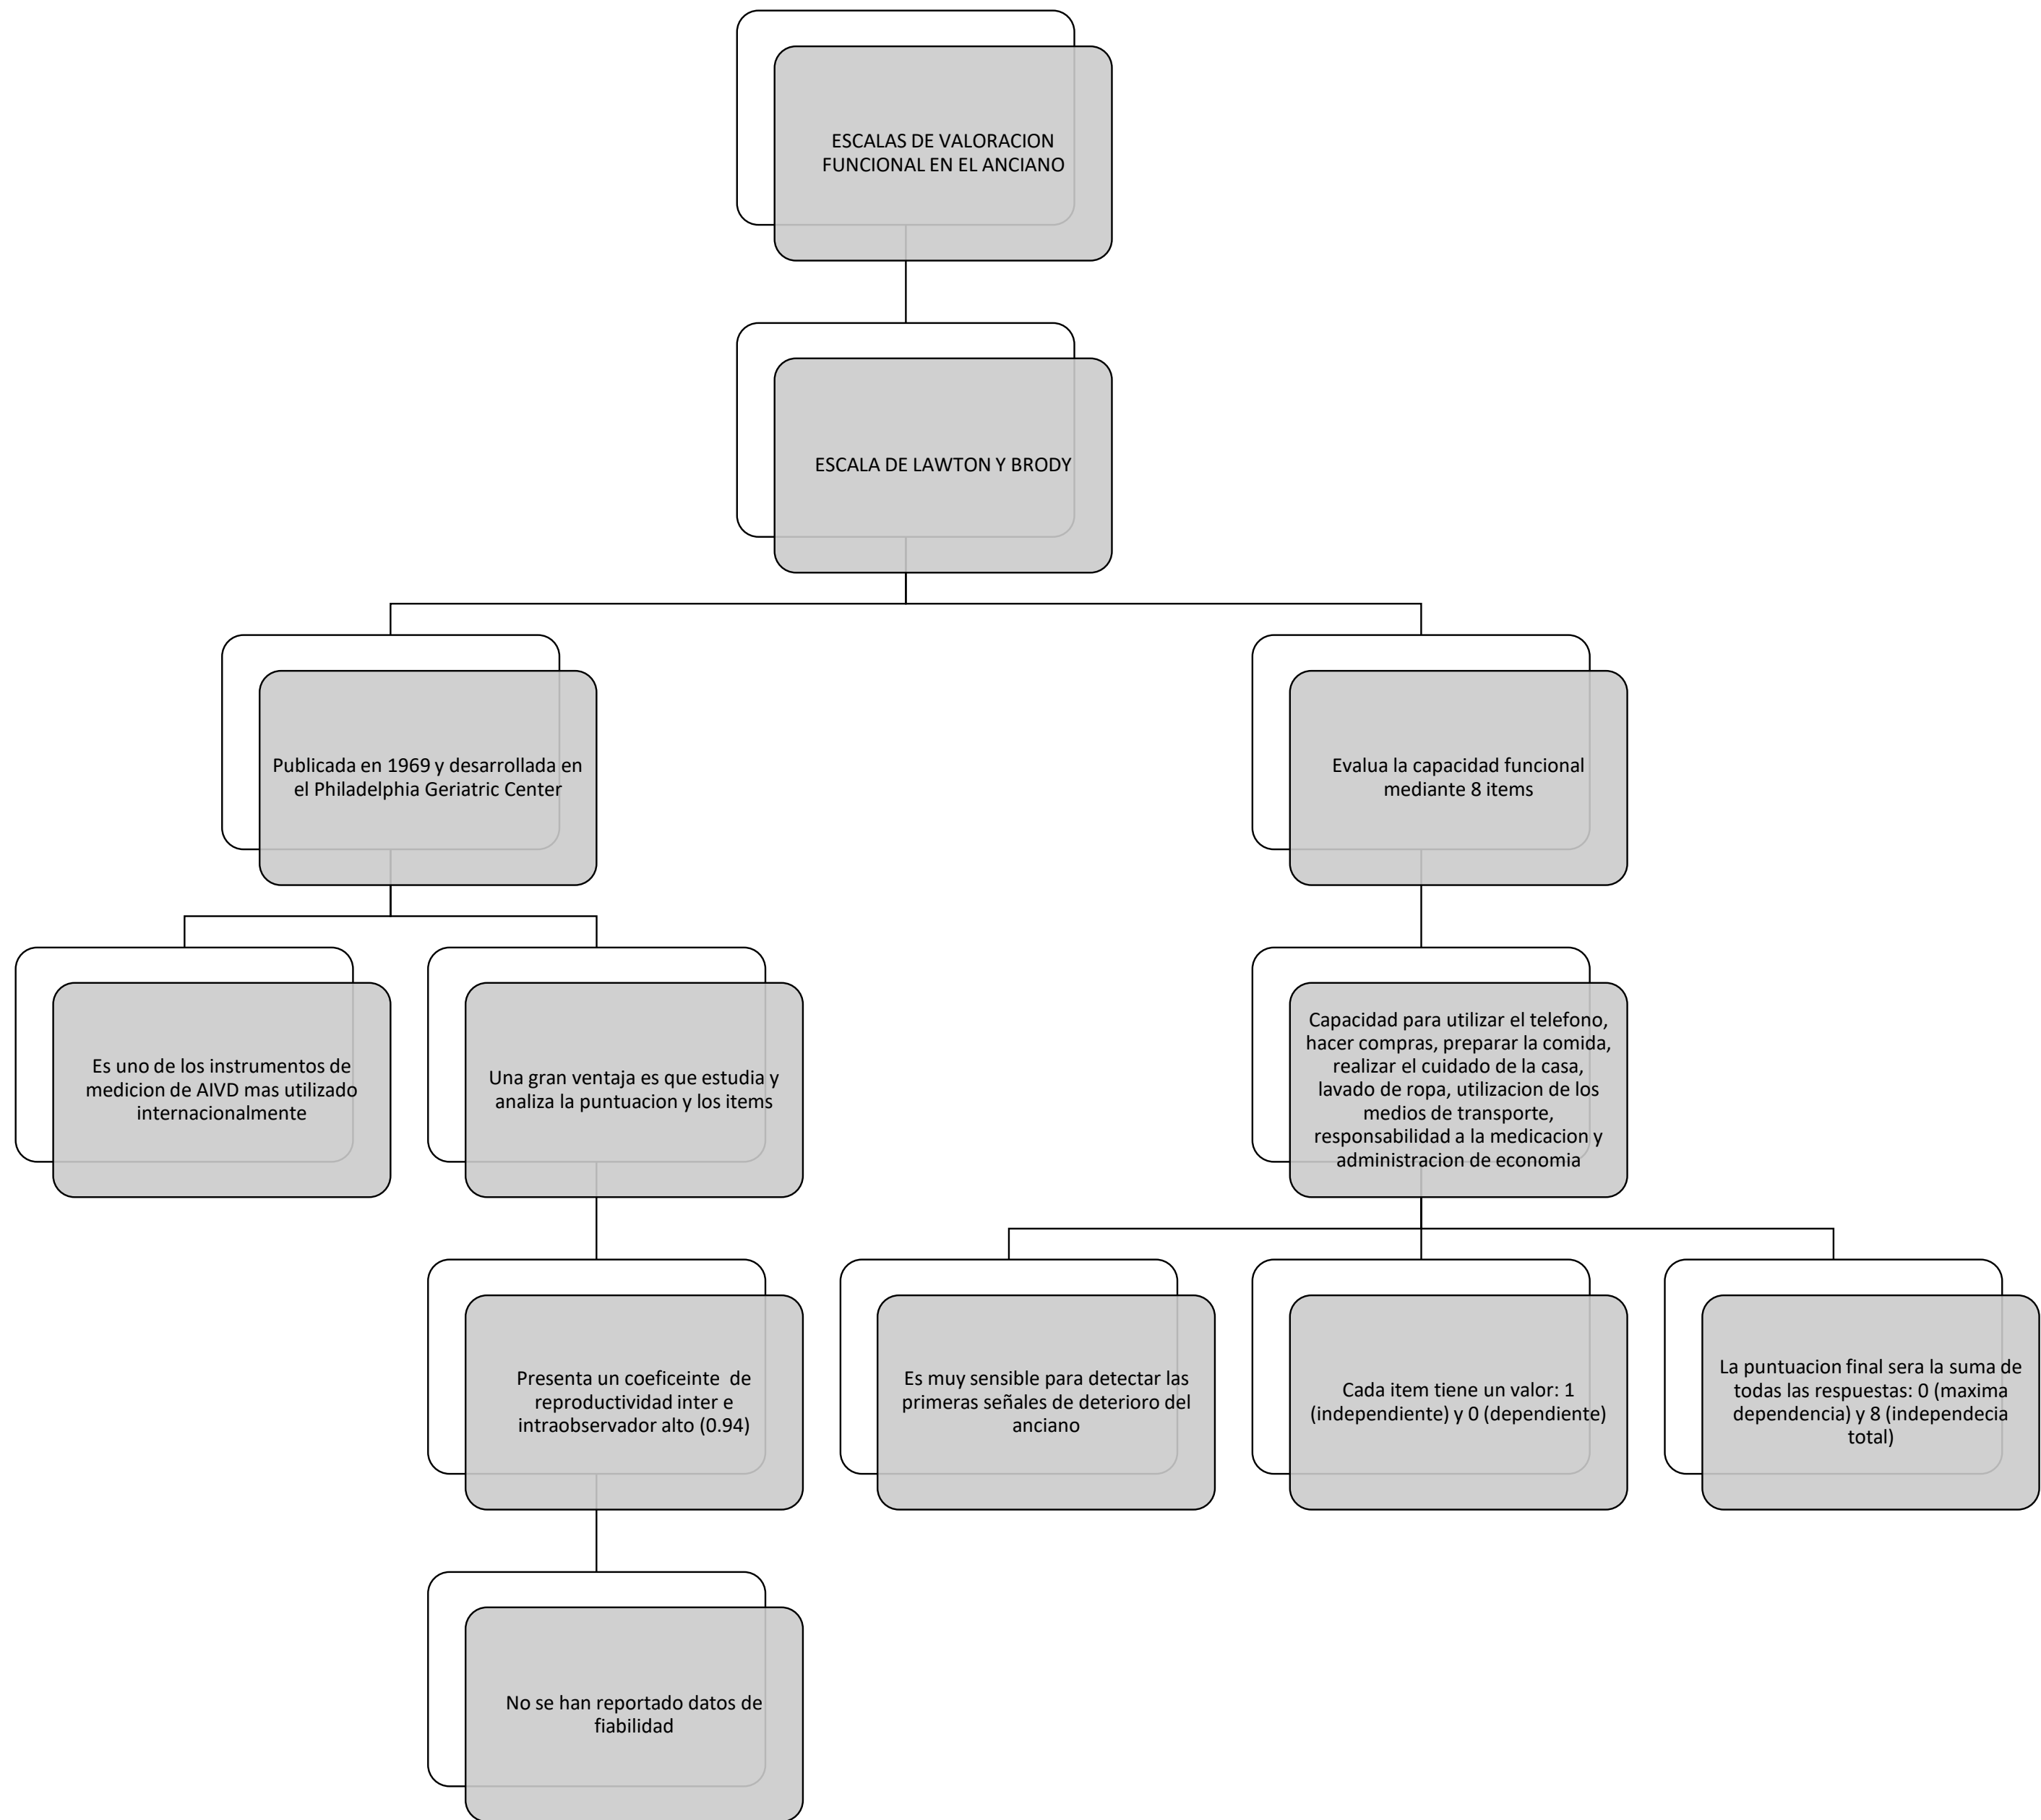 ESCALAS DE VALORACION
FUNCIONAL EN EL ANCIANO
ESCALA DE LAWTON Y BRODY
Publicada en 1969 y desarrollada en
el Philadelphia Geriatric Center
Evalua la capacidad funcional
mediante 8 items
Es uno de los instrumentos de
medicion de AIVD mas utilizado
internacionalmente
Una gran ventaja es que estudia y
analiza la puntuacion y los items
Capacidad para utilizar el telefono,
hacer compras, preparar la comida,
realizar el cuidado de la casa,
lavado de ropa, utilizacion de los
medios de transporte,
responsabilidad a la medicacion y
administracion de economia
Presenta un coeficeinte  de
reproductividad inter e
intraobservador alto (0.94)
Es muy sensible para detectar las
primeras señales de deterioro del
anciano
Cada item tiene un valor: 1
(independiente) y 0 (dependiente)
La puntuacion final sera la suma de
todas las respuestas: 0 (maxima
dependencia) y 8 (independecia
total)
No se han reportado datos de
fiabilidad